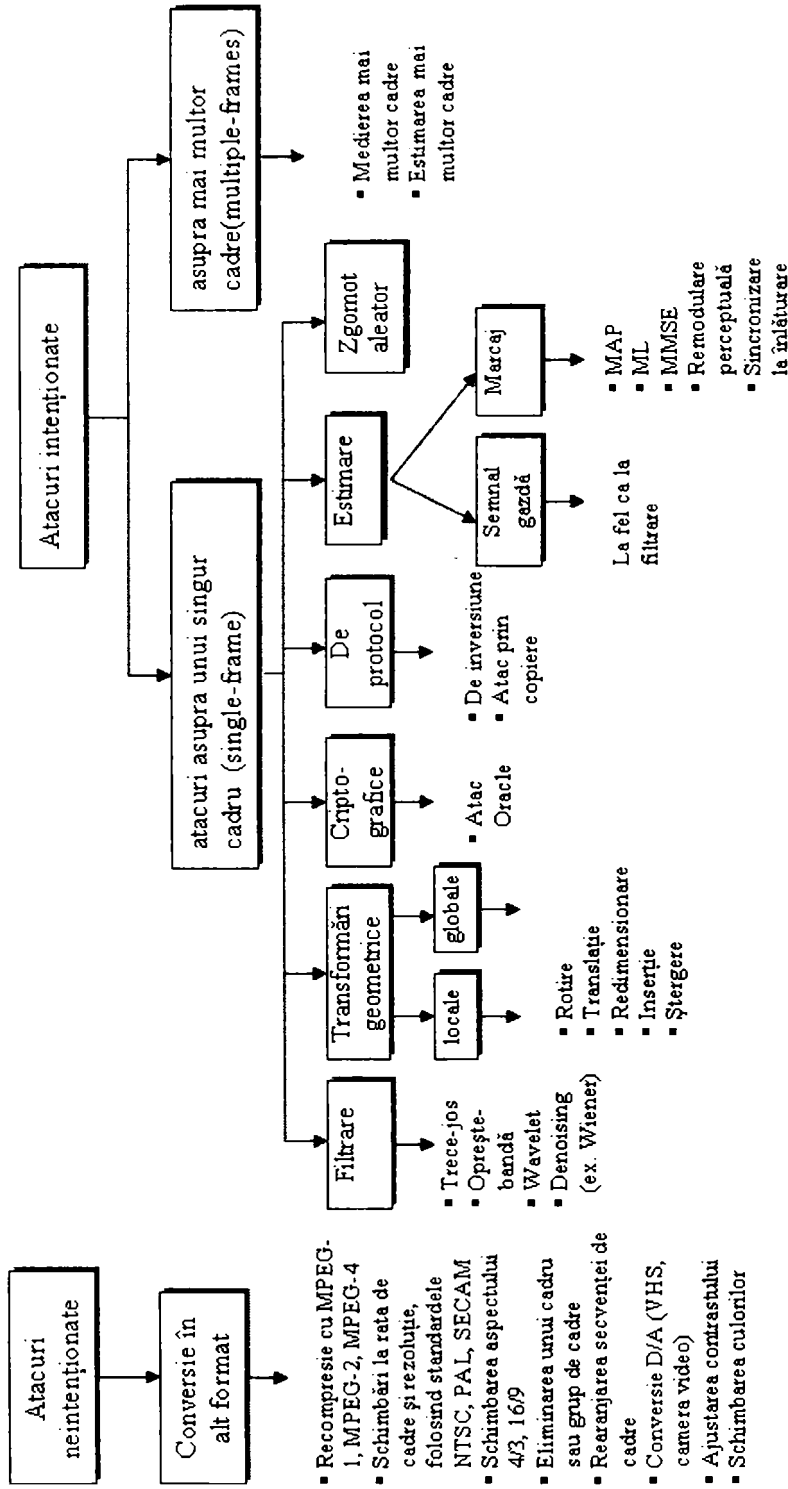 Atacuri
neintenționate
Conversie în
alt format
▪ Recompresie cu MPEG-
1, MPEG-2, MPEG-4
▪ Schimbări la rata de
cadre și rezoluție,
folosind standardele
NTSC, PAL, SECAM
▪ Schimbarea aspectului
4/3, 16/9
▪ Eliminarea unui cadru
sau grup de cadre
▪ Rearanjarea secvenței de
cadre
▪ Conversie D/A (VHS,
camera video)
▪ Ajustarea contrastului
▪ Schimbarea culorilor
Atacuri intenționate
atacuri asupra unui singur
cadru (single-frame)
asupra mai multor
cadre(multiple-frames)
Filtrare
▪ Trece-jos
▪ Oprește-
bandă
▪ Wavelet
▪ Denoising
(ex. Wiener)
Transformări
geometrice
locale
globale
▪ Rotire
▪ Translație
▪ Redimensionare
▪ Inserție
▪ Ștergere
Cripto-
grafice
▪ Atac
Oracle
De
protocol
▪ De inversiune
▪ Atac prin
copiere
Estimare
Semnal
gazdă
La fel ca la
filtrare
Marcaj
▪ MAP
▪ ML
▪ MMSE
▪ Remodulare
perceptuală
▪ Sincronizare
la înlăturare
Zgomot
aleator
▪ Medierea mai
multor cadre
▪ Estimarea mai
multor cadre